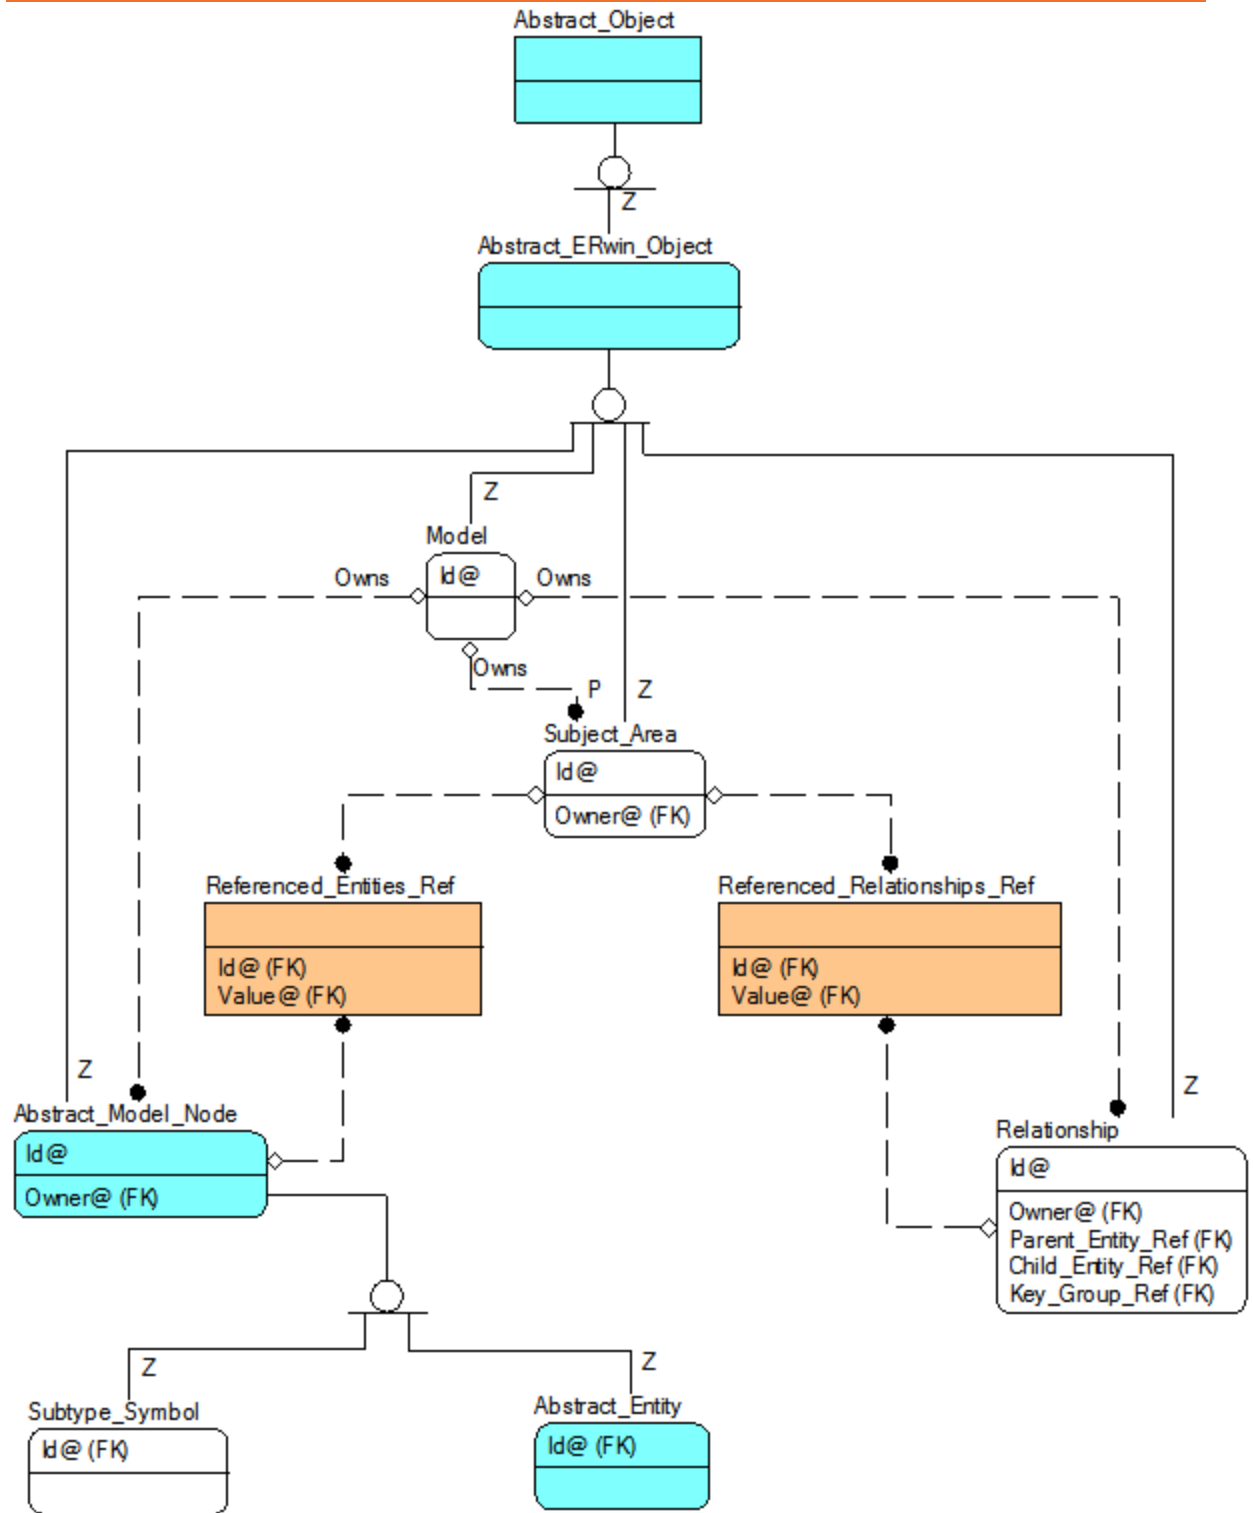 Abstract_Object
Z
Abstract_ERwin_Object
Z
Model
Owns
Id@
Owns
Owns
P
Z
Subject_Area
Id@
Owner@ (FK)
Referenced_Entities_Ref
Id@ (FK)
Value@ (FK)
Referenced_Relationships_Ref
Id@ (FK)
Value@ (FK)
Z
Abstract_Model_Node
Id@
Owner@ (FK)
Z
Relationship
Id@
Owner@ (FK)
Parent_Entity_Ref (FK)
Child_Entity_Ref (FK)
Key_Group_Ref (FK)
Z
Subtype_Symbol
Id@ (FK)
Z
Abstract_Entity
Id@ (FK)